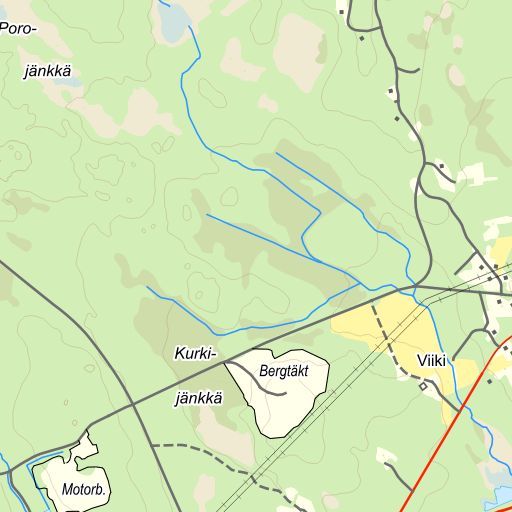 Poro-
jänkkä
Kurki-
jänkkä
Bergtäkt
Viiki
Motorb.